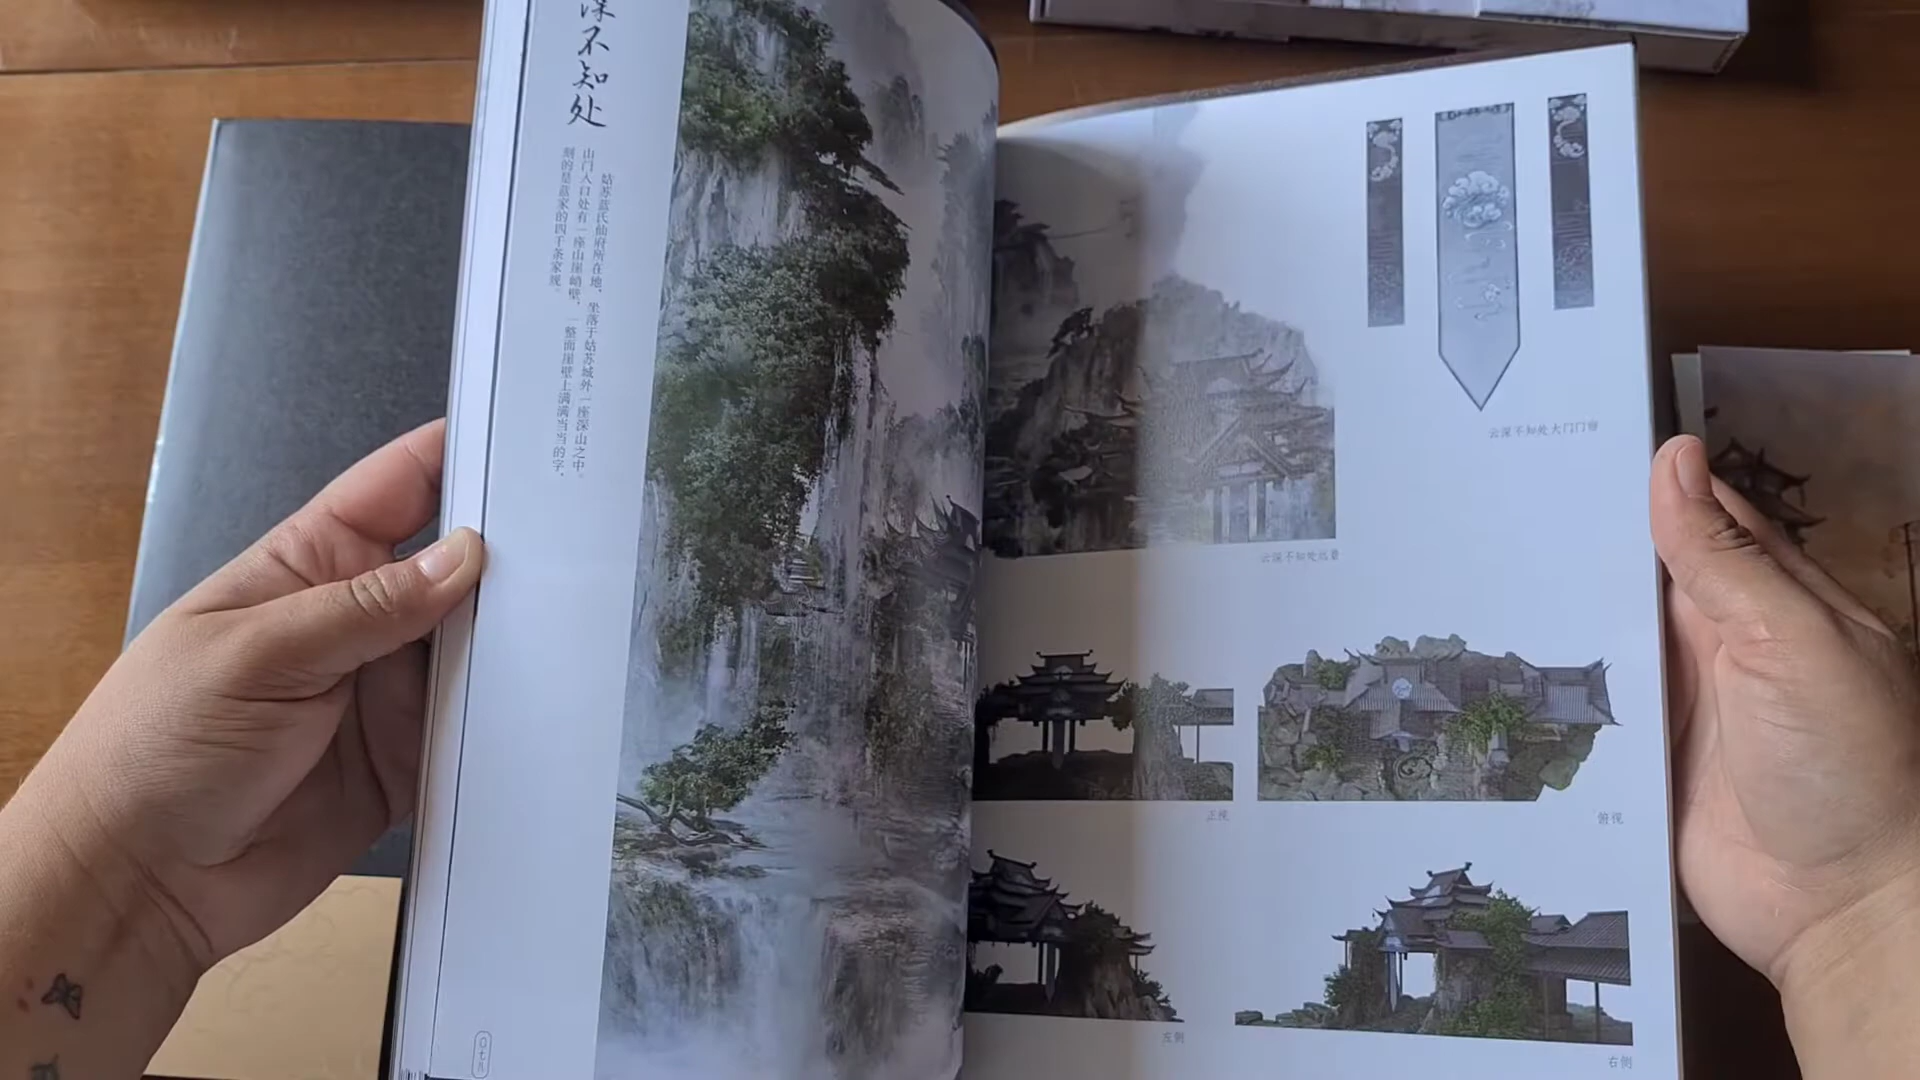 深不知处
姑苏蓝氏仙府所在地，坐落于姑苏城外一座深山之中。
山门入口处有一座山崖峭壁，一整面崖壁上满满当当的字，
刻的是蓝家的四千条家规。
云深不知处大门门帘
云深不知处远景
正视
俯视
左侧
右侧